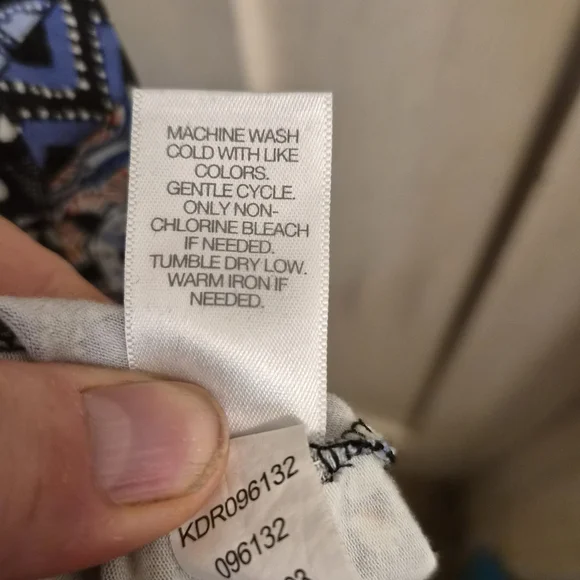 MACHINE WASH
COLD WITH LIKE
COLORS.
GENTLE CYCLE.
ONLY NON-
CHLORINE BLEACH
IF NEEDED.
TUMBLE DRY LOW.
WARM IRON IF
NEEDED.
KDR096132
096132